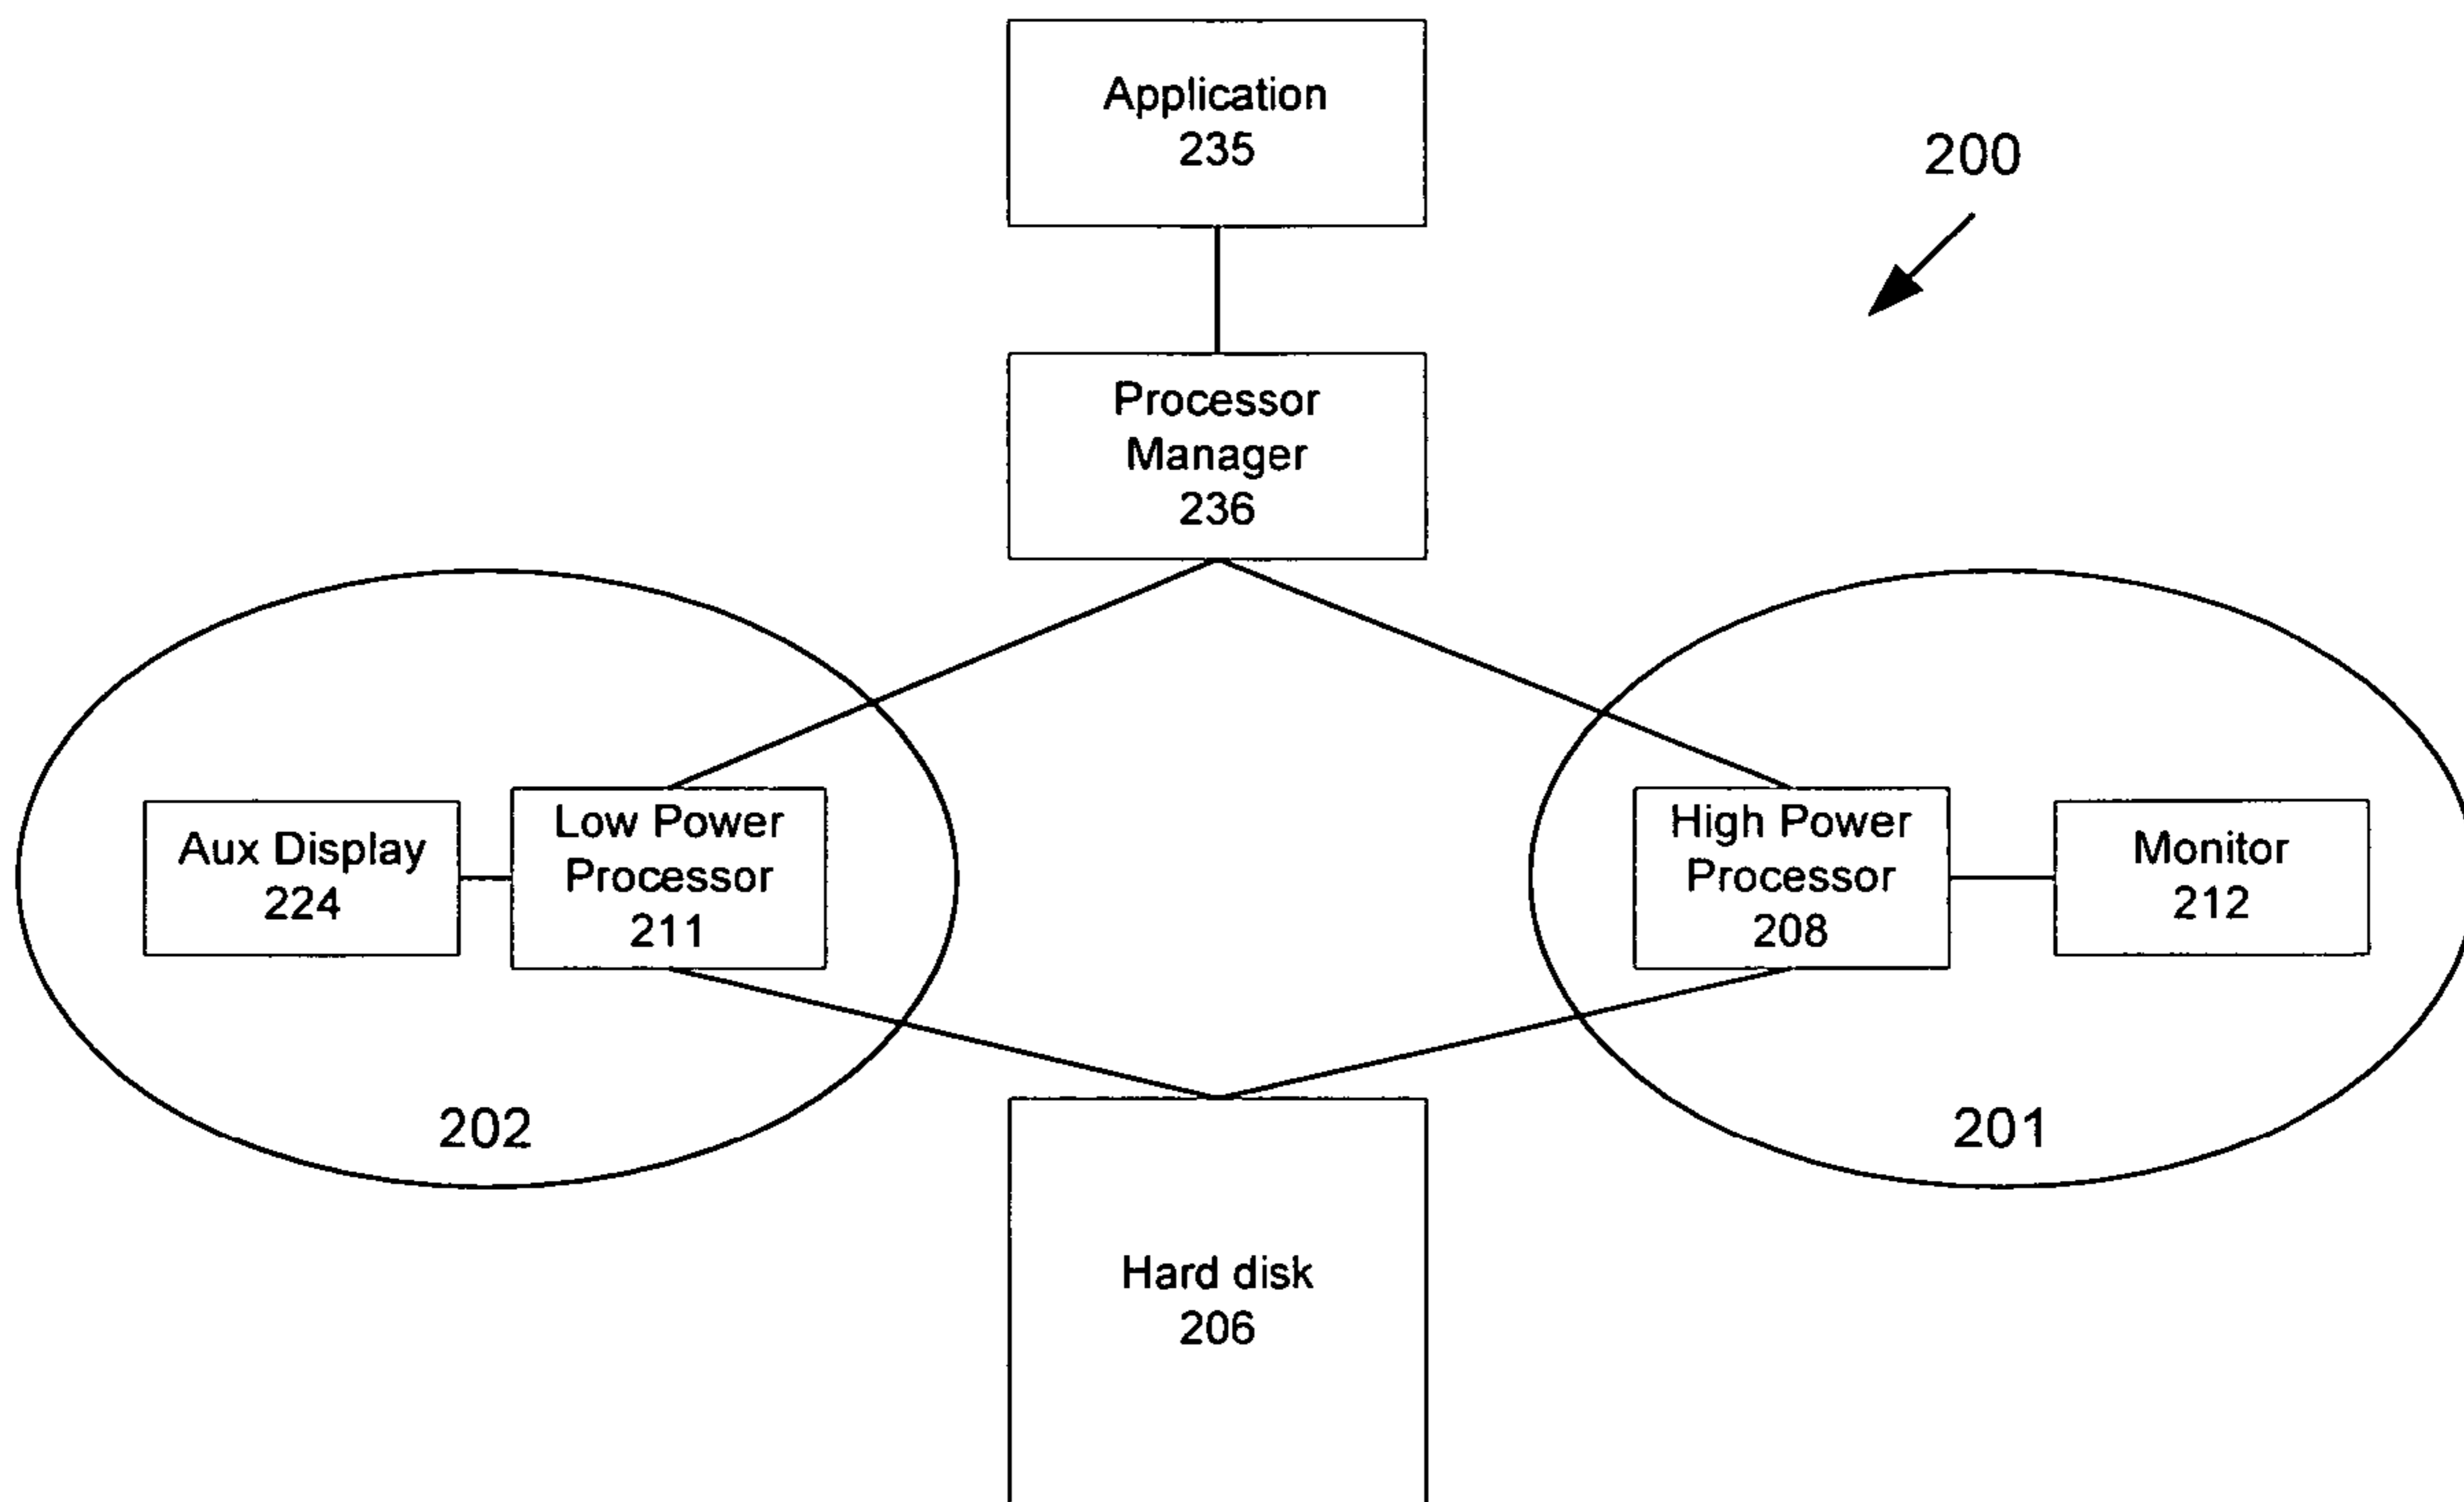 Application
235
200
Processor
Manager
236
Aux Display
224
Low Power
Processor
211
High Power
Processor
208
Monitor
212
202
201
Hard disk
206